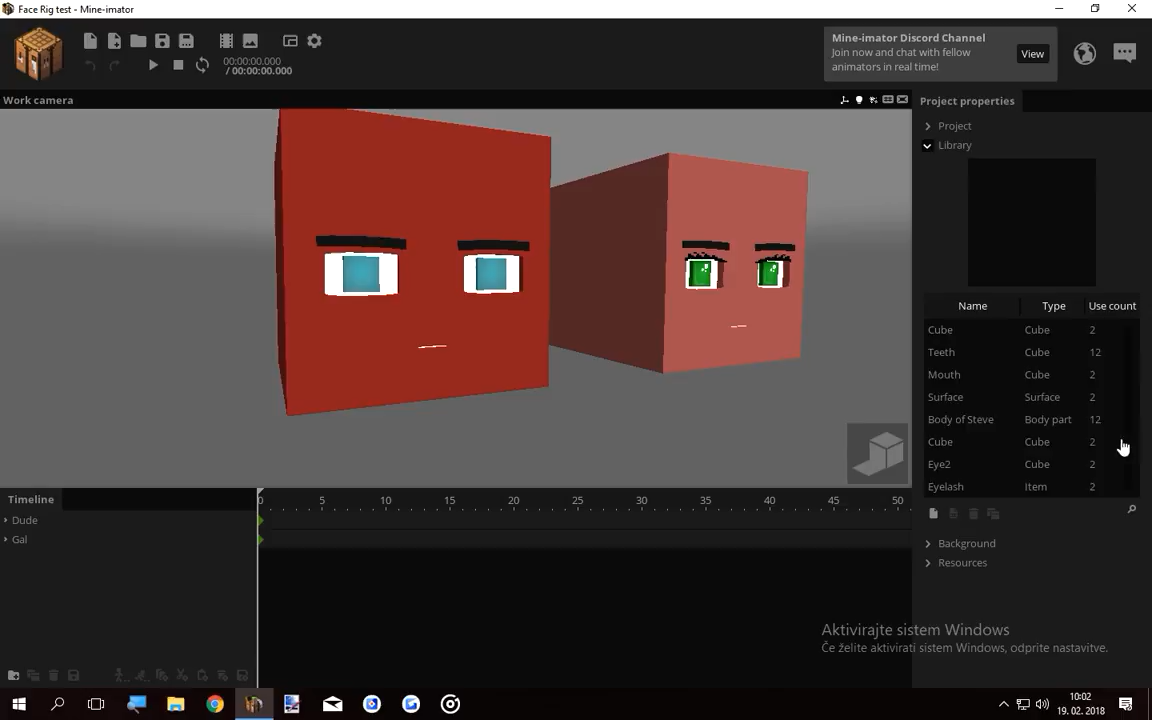 Face Rig test - Mine-imator
00:00:00.000
/ 00:00:00.000
Mine-imator Discord Channel
Join now and chat with fellow
animators in real time!
View
Work camera
Project properties
Project
Library
Name Type Use count
Cube Cube 2
Teeth Cube 12
Mouth Cube 2
Surface Surface 2
Body of Steve Body part 12
Cube Cube 2
Eye2 Cube 2
Eyelash Item 2
Background
Resources
Timeline
0 5 10 15 20 25 30 35 40 45 50
Dude
Gal
Aktivirajte sistem Windows
Če želite aktivirati sistem Windows, odprite nastavitve.
10:02
19. 02. 2018